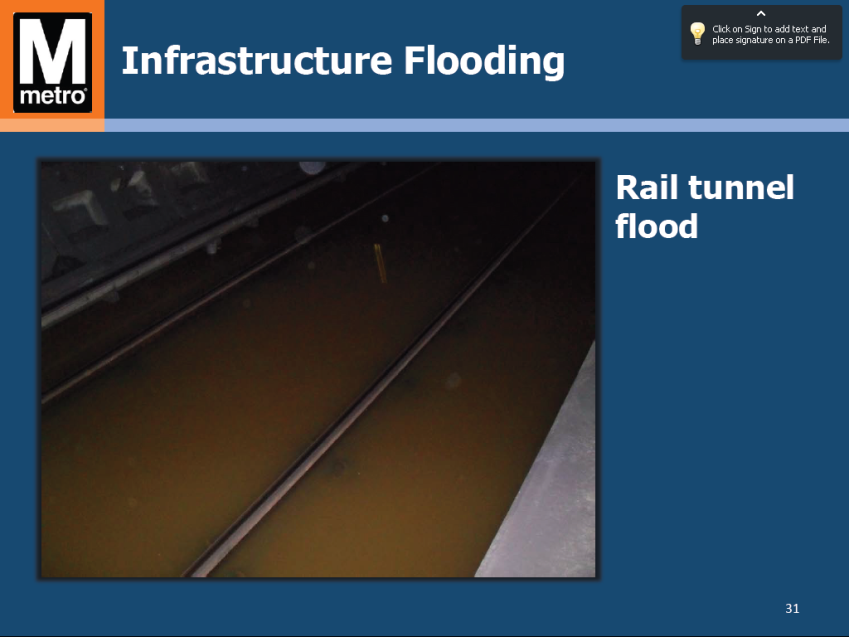 M
metro
Infrastructure Flooding
Click on Sign to add text and
place signature on a PDF File.
Rail tunnel
flood
31